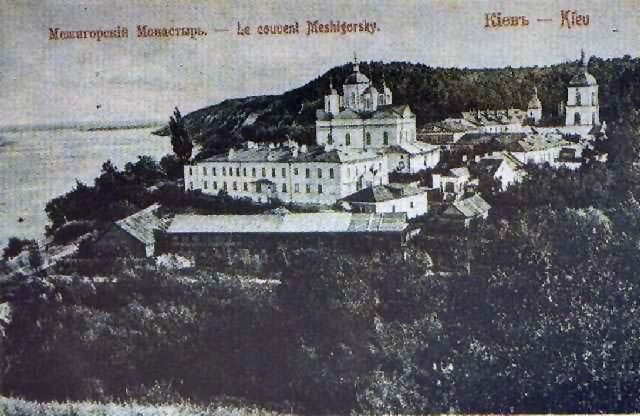 Межигорскій Монастырь. — Le couvent Meshigorsky.
Кіевъ — Kiev